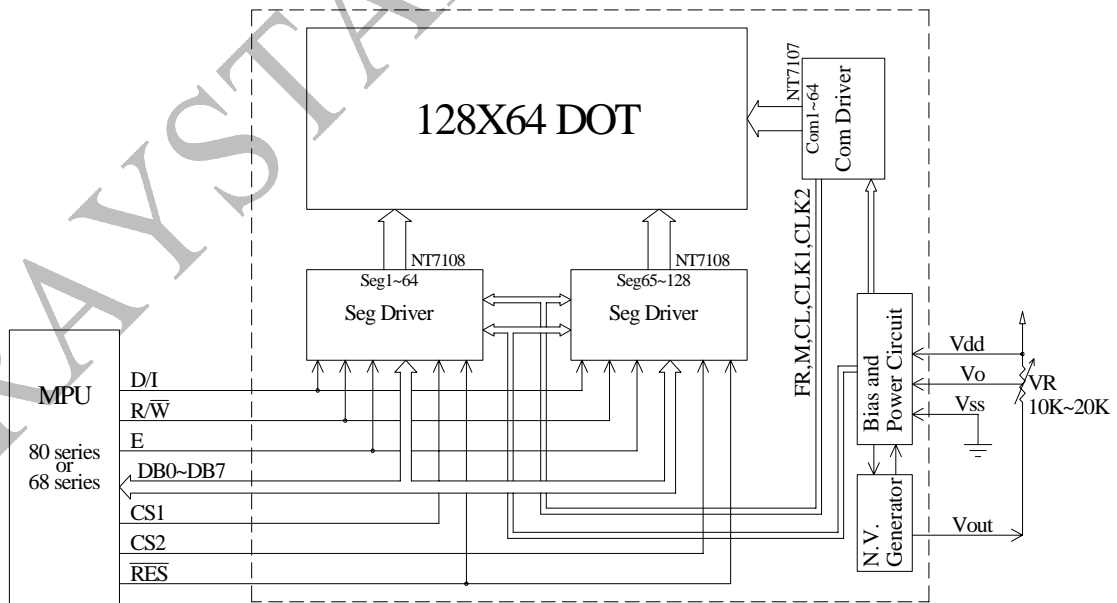 RAYSTA
128X64 DOT
NT7107
Com1~64
Com Driver
NT7108
Seg1~64
Seg Driver
NT7108
Seg65~128
Seg Driver
FR,M,CL,CLK1,CLK2
Bias and
Power Circuit
Vdd
Vo
Vss
VR
10K~20K
N.V.
Generator
Vout
MPU
80 series
or
68 series
D/I
R/W̅
E
DB0~DB7
CS1
CS2
R̅E̅S̅